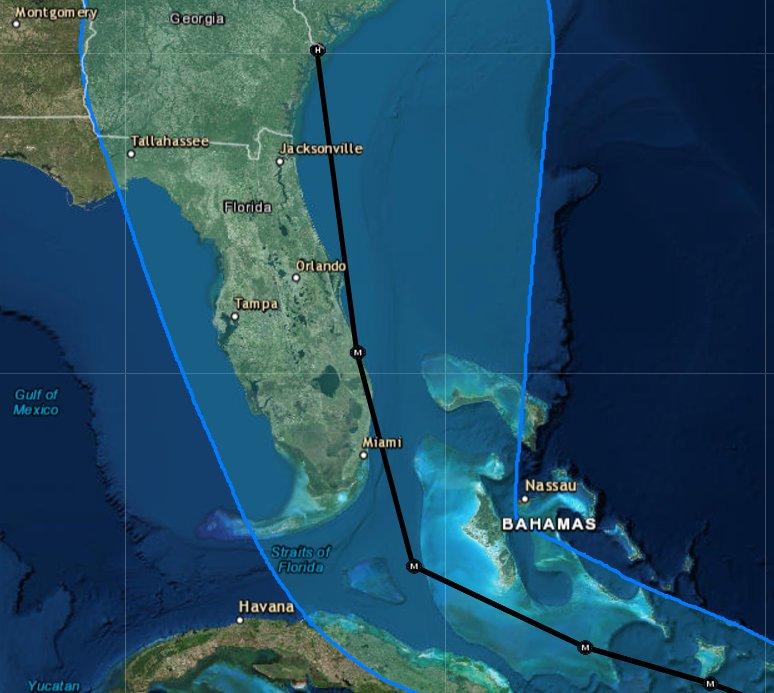 Montgomery
Georgia
H
Tallahassee
Jacksonville
Florida
Orlando
Tampa
M
Gulf of
Mexico
Miami
Nassau
BAHAMAS
Straits of
Florida
M
Havana
M
Yucatan
M